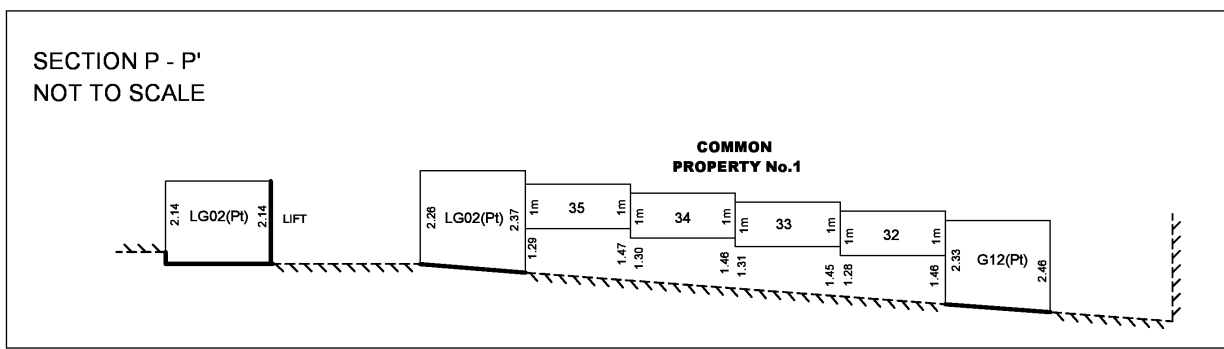 SECTION P - P'
NOT TO SCALE
COMMON
PROPERTY No.1
2.14
LG02(Pt)
2.14
LIFT
2.26
LG02(Pt)
2.37
1m
35
1m
1m
34
1m
1m
33
1m
1m
32
1m
2.33
G12(Pt)
2.46
1.29
1.47
1.30
1.46
1.31
1.45
1.28
1.46